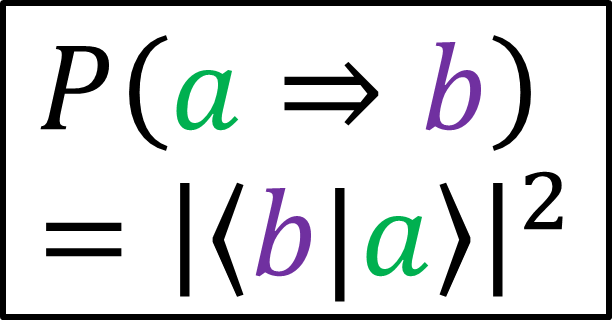 P(a ⇒ b)
= |⟨b|a⟩|²